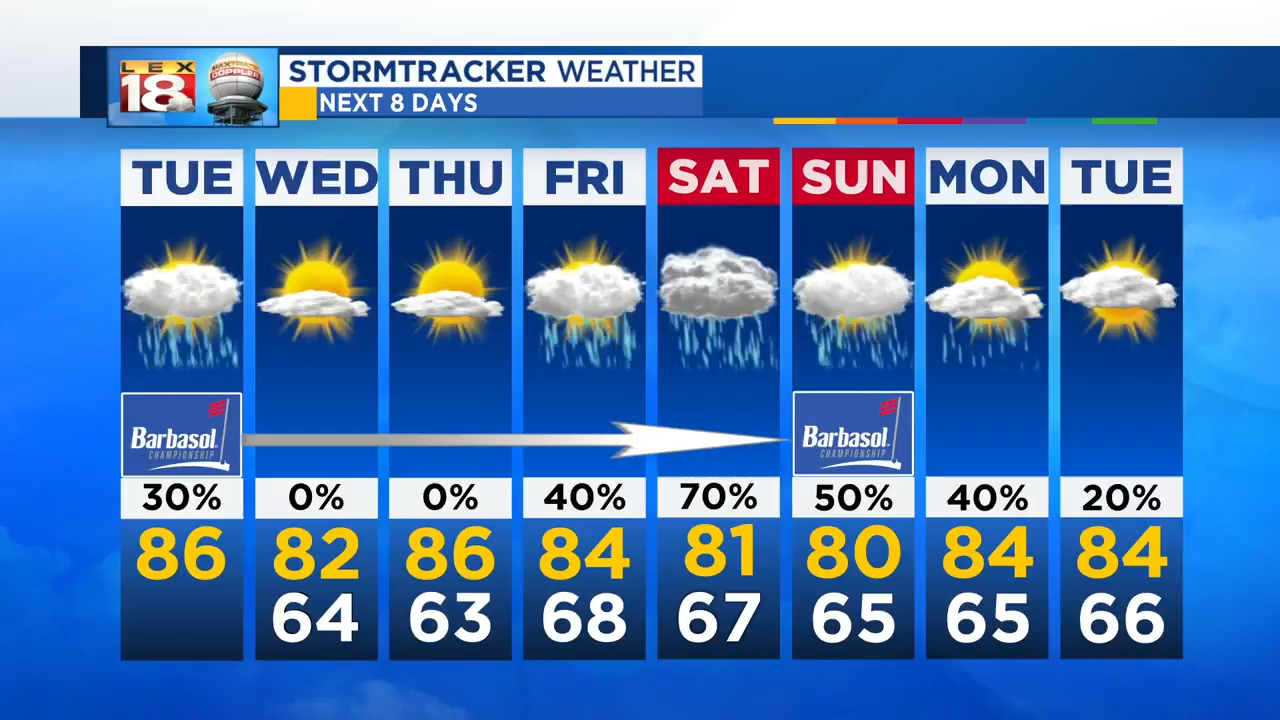 LEX
18
MAXTRACK
DOPPLER
STORMTRACKER WEATHER
NEXT 8 DAYS
TUE WED THU FRI SAT SUN MON TUE
Barbasol Barbasol
CHAMPIONSHIP CHAMPIONSHIP
30% 0% 0% 40% 70% 50% 40% 20%
86 82 86 84 81 80 84 84
64 63 68 67 65 65 66